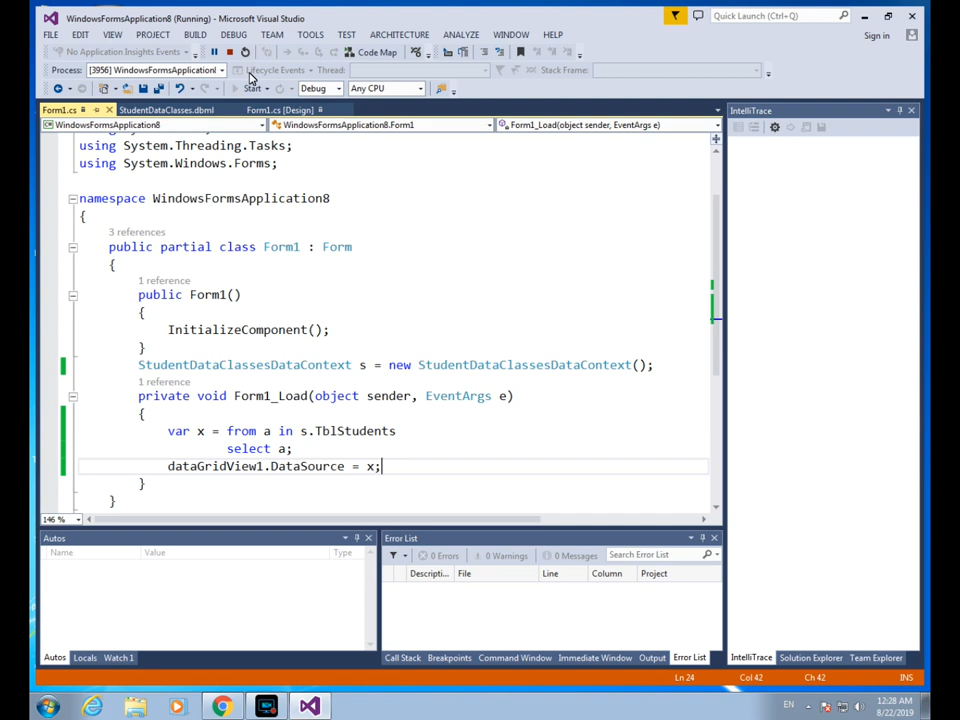 WindowsFormsApplication8 (Running) - Microsoft Visual Studio
Quick Launch (Ctrl+Q)
FILE EDIT VIEW PROJECT BUILD DEBUG TEAM TOOLS TEST ARCHITECTURE ANALYZE WINDOW HELP
Sign in
No Application Insights Events
Code Map
Process: [3956] WindowsFormsApplication
Lifecycle Events Thread: Stack Frame:
Start Debug Any CPU
Form1.cs StudentDataClasses.dbml Form1.cs [Design]
IntelliTrace
WindowsFormsApplication8 WindowsFormsApplication8.Form1 Form1_Load(object sender, EventArgs e)
using System.Threading.Tasks;
using System.Windows.Forms;
namespace WindowsFormsApplication8
{
3 references
public partial class Form1 : Form
{
1 reference
public Form1()
{
InitializeComponent();
}
StudentDataClassesDataContext s = new StudentDataClassesDataContext();
1 reference
private void Form1_Load(object sender, EventArgs e)
{
var x = from a in s.TblStudents
select a;
dataGridView1.DataSource = x;
}
}
146 %
Autos
Name Value Type
Error List
0 Errors 0 Warnings 0 Messages Search Error List
Descripti... File Line Column Project
Autos Locals Watch 1
Call Stack Breakpoints Command Window Immediate Window Output Error List
IntelliTrace Solution Explorer Team Explorer
Ln 24 Col 42 Ch 42 INS
EN
12:28 AM
8/22/2019